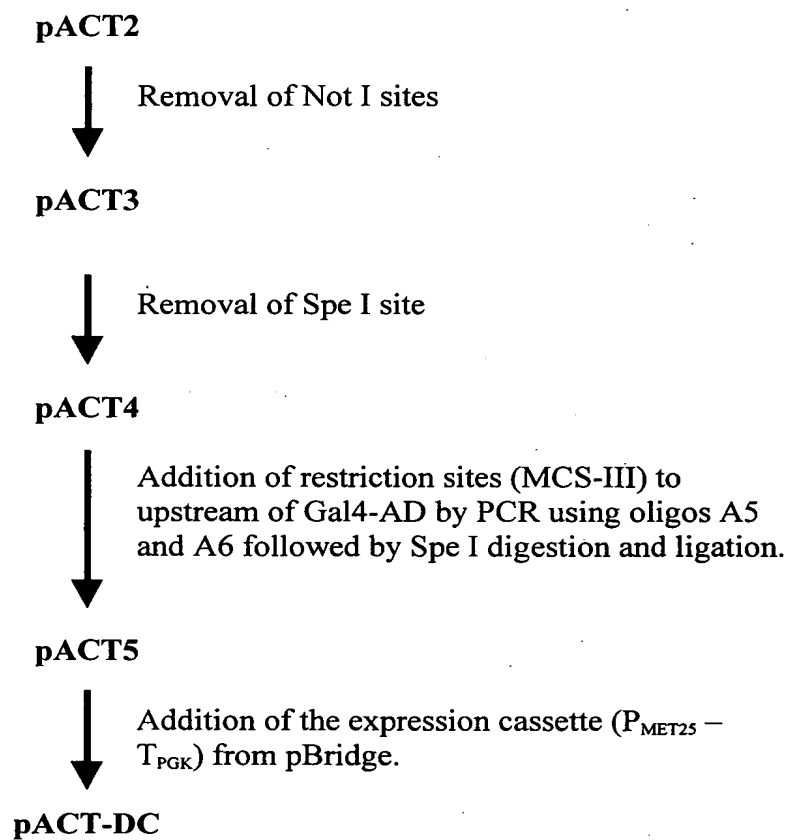 pACT2
Removal of Not I sites
pACT3
Removal of Spe I site
pACT4
Addition of restriction sites (MCS-III) to
upstream of Gal4-AD by PCR using oligos A5
and A6 followed by Spe I digestion and ligation.
pACT5
Addition of the expression cassette (PMET25 –
TPGK) from pBridge.
pACT-DC